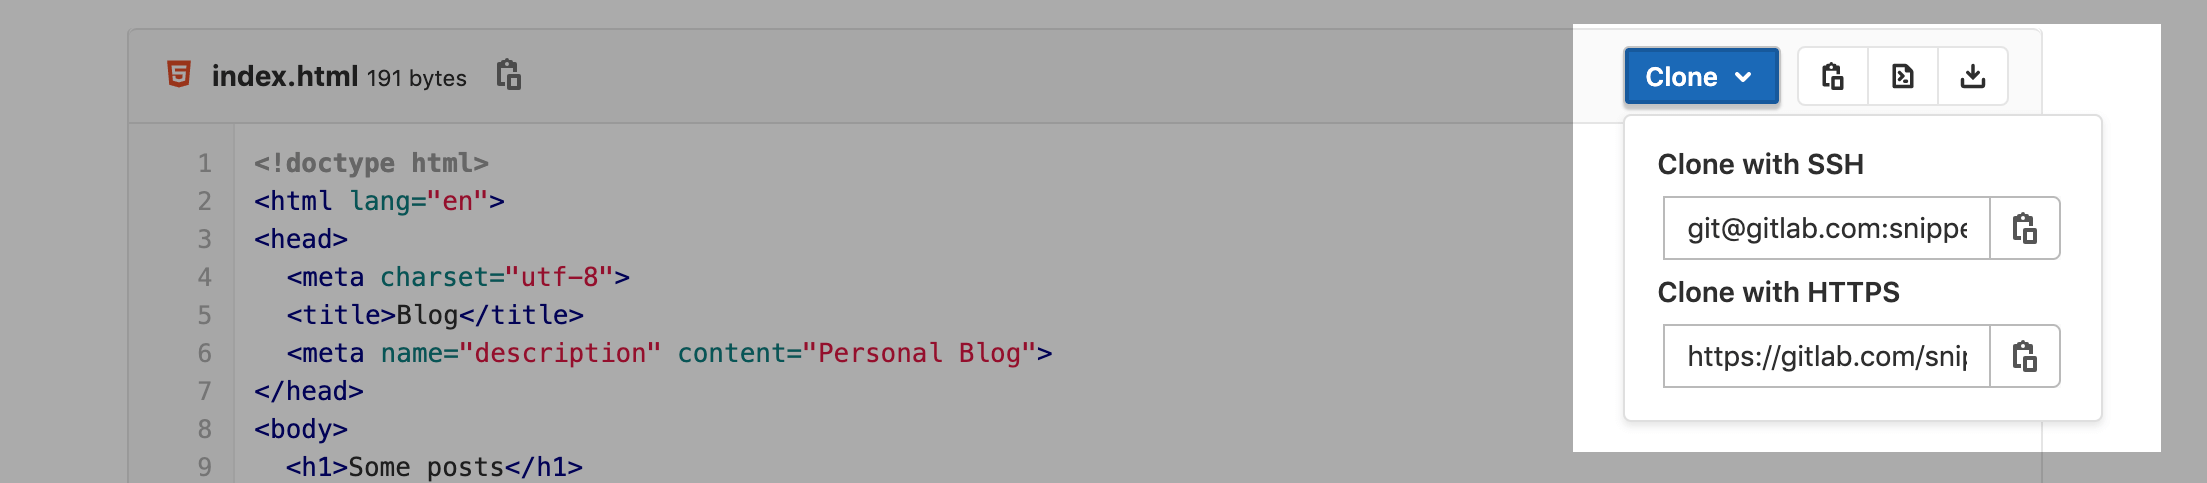 index.html 191 bytes
Clone
1 <!doctype html>
2 <html lang="en">
3 <head>
4   <meta charset="utf-8">
5   <title>Blog</title>
6   <meta name="description" content="Personal Blog">
7 </head>
8 <body>
9   <h1>Some posts</h1>
Clone with SSH
git@gitlab.com:snippe
Clone with HTTPS
https://gitlab.com/snip